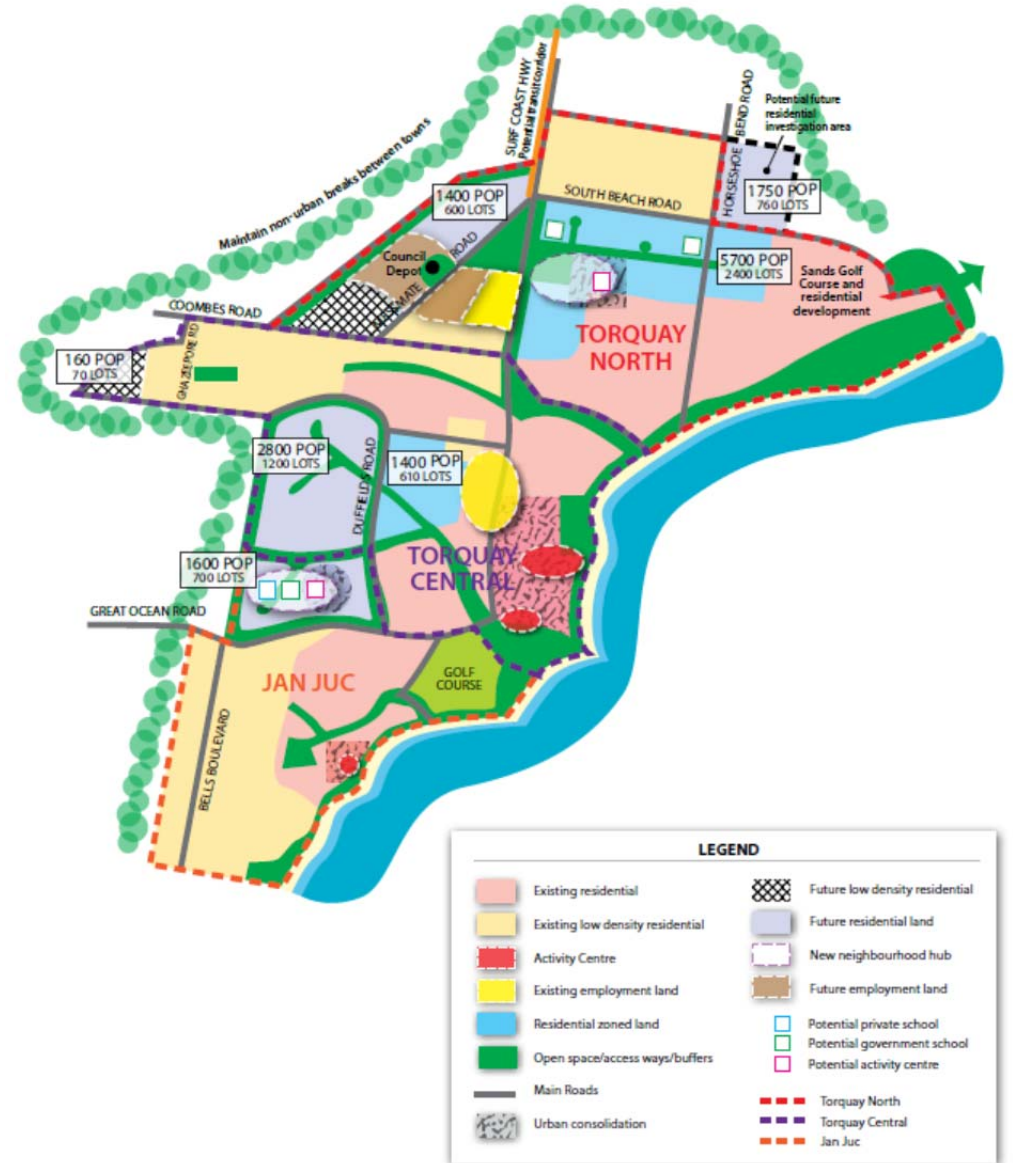 Maintain non-urban breaks between towns
SURF COAST HWY
Potential transit corridor
BEND ROAD
HORSESHOE
Potential future
residential
investigation area
1750 POP
760 LOTS
1400 POP
600 LOTS
SOUTH BEACH ROAD
ROAD
Council
Depot
5700 POP
2400 LOTS
Sands Golf
Course and
residential
development
COOMBES ROAD
TORQUAY
NORTH
160 POP
70 LOTS
GHAZEEPORE RD
2800 POP
1200 LOTS
DUFFIELDS ROAD
1400 POP
610 LOTS
TORQUAY
CENTRAL
1600 POP
700 LOTS
GREAT OCEAN ROAD
JAN JUC
GOLF
COURSE
BELLS BOULEVARD
LEGEND
Existing residential
Existing low density residential
Activity Centre
Existing employment land
Residential zoned land
Open space/access ways/buffers
Main Roads
Urban consolidation
Future low density residential
Future residential land
New neighbourhood hub
Future employment land
Potential private school
Potential government school
Potential activity centre
Torquay North
Torquay Central
Jan Juc